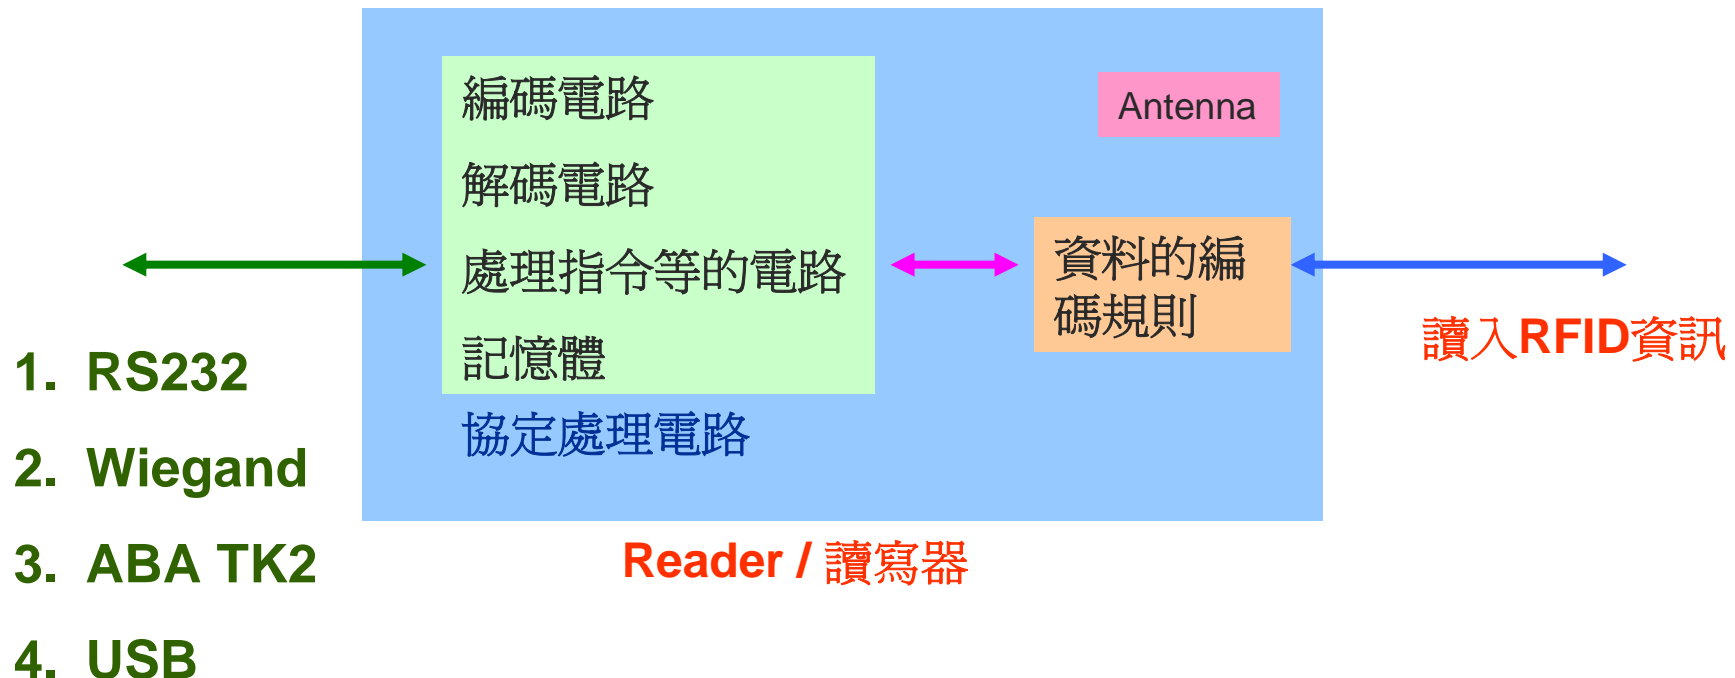 編碼電路
解碼電路
處理指令等的電路
記憶體
協定處理電路
Antenna
資料的編
碼規則
讀入RFID資訊
1. RS232
2. Wiegand
3. ABA TK2
4. USB
Reader / 讀寫器